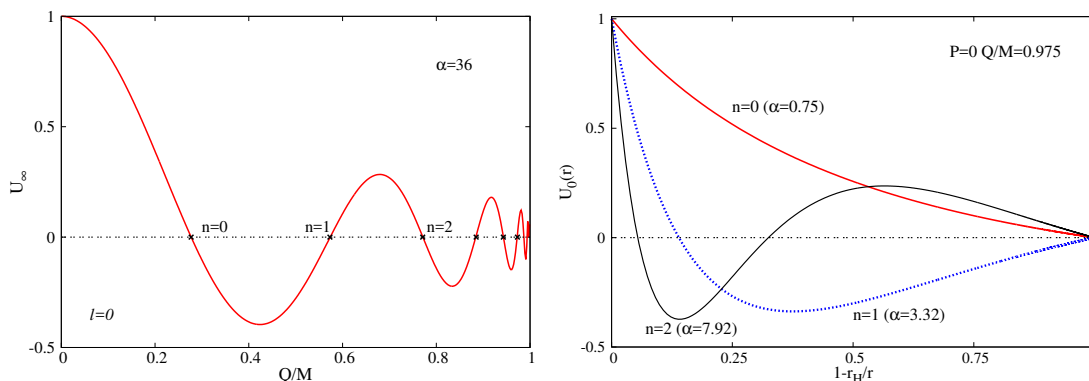 1
0.5
0
-0.5
0
0.2
0.4
0.6
0.8
1
U∞
Q/M
α=36
n=0
n=1
n=2
l=0
1
0.5
0
-0.5
0
0.25
0.5
0.75
U₀(r)
1-r_H/r
P=0 Q/M=0.975
n=0 (α=0.75)
n=1 (α=3.32)
n=2 (α=7.92)